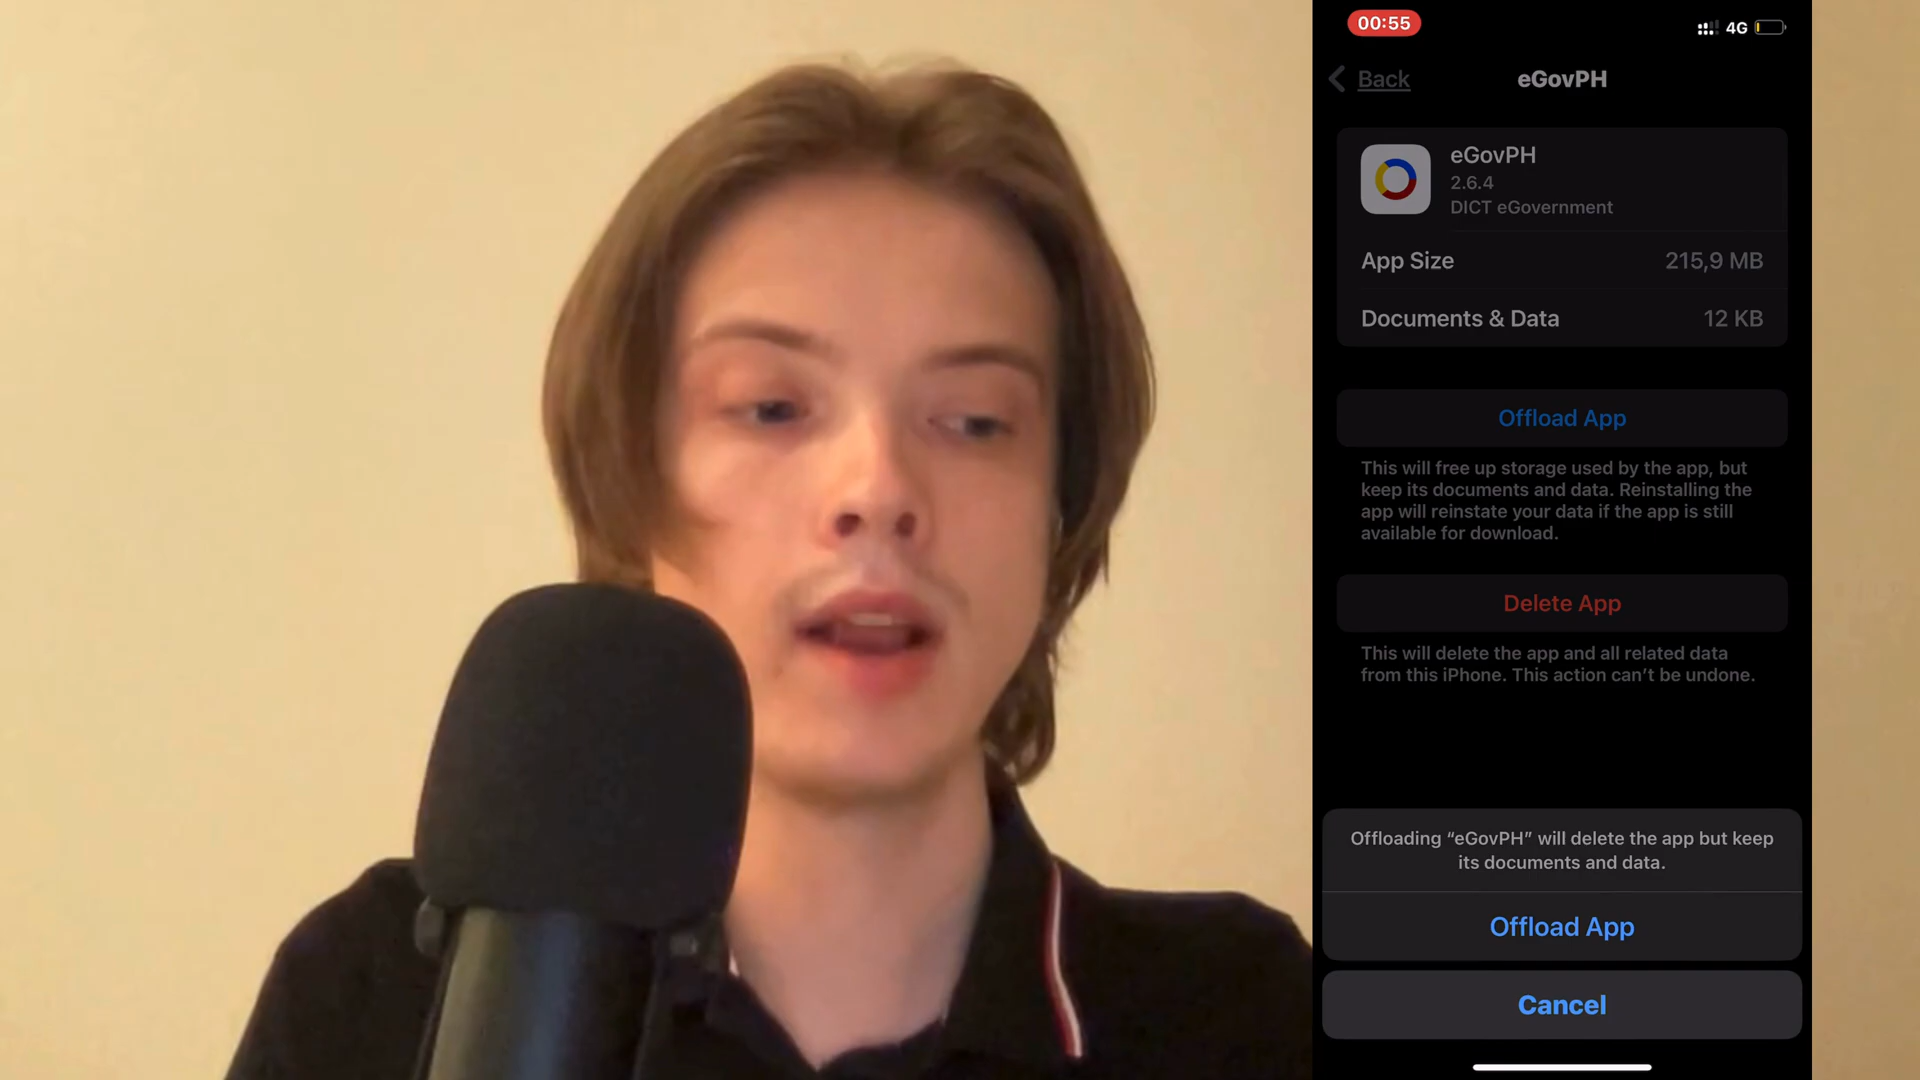 00:55
4G
Back
eGovPH
eGovPH
2.6.4
DICT eGovernment
App Size 215,9 MB
Documents & Data 12 KB
Offload App
This will free up storage used by the app, but
keep its documents and data. Reinstalling the
app will reinstate your data if the app is still
available for download.
Delete App
This will delete the app and all related data
from this iPhone. This action can’t be undone.
Offloading “eGovPH” will delete the app but keep
its documents and data.
Offload App
Cancel